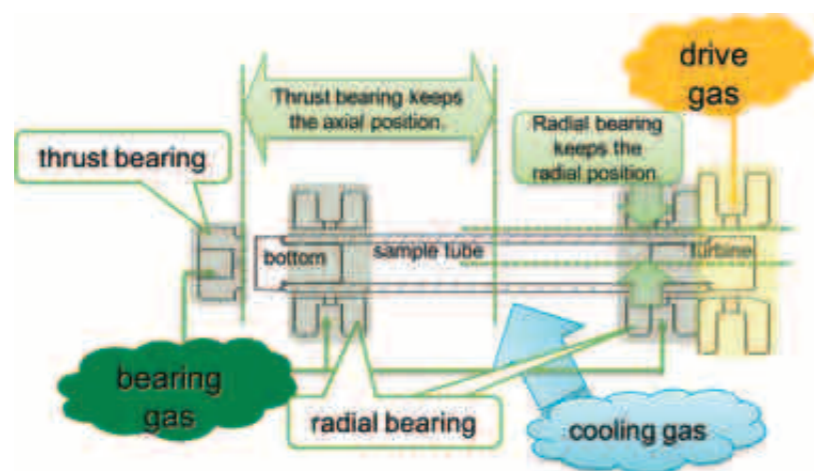 drive
gas
Thrust bearing keeps
the axial position.
Radial bearing
keeps the
radial position
thrust bearing
bottom
sample tube
turbine
bearing
gas
radial bearing
cooling gas